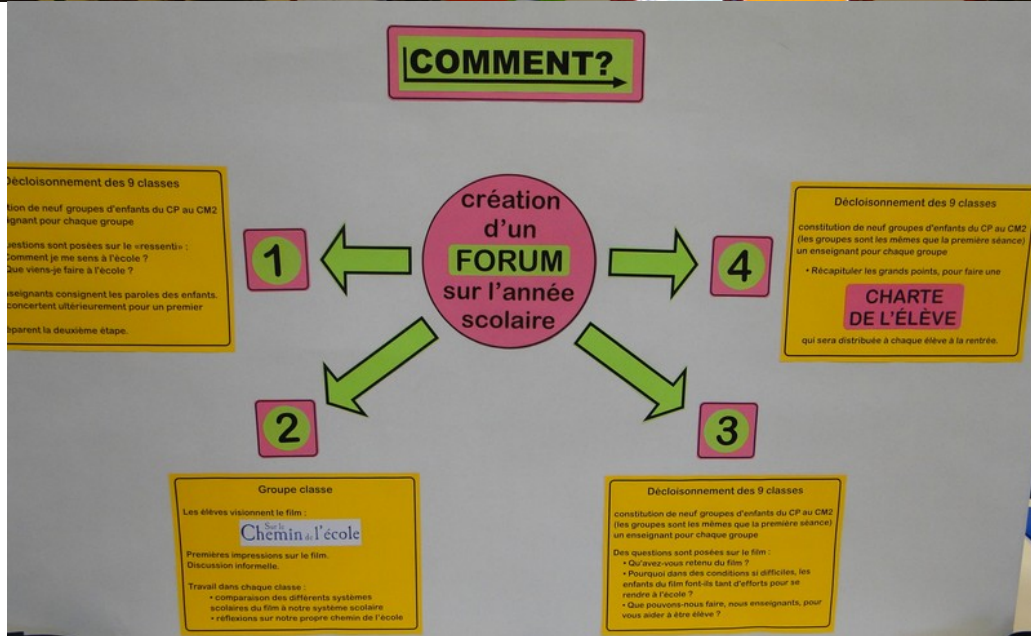 COMMENT?
création
d'un
FORUM
sur l'année
scolaire
1
Décloisonnement des 9 classes
tion de neuf groupes d'enfants du CP au CM2
ignant pour chaque groupe
uestions sont posées sur le «ressenti» :
Comment je me sens à l'école ?
Que viens-je faire à l'école ?
nseignants consignent les paroles des enfants.
concertent ultérieurement pour un premier
éparent la deuxième étape.
2
Groupe classe
Les élèves visionnent le film :
Sur le
Chemin de l'école
Premières impressions sur le film.
Discussion informelle.
Travail dans chaque classe :
• comparaison des différents systèmes
scolaires du film à notre système scolaire
• réflexions sur notre propre chemin de l'école
3
Décloisonnement des 9 classes
constitution de neuf groupes d'enfants du CP au CM2
(les groupes sont les mêmes que la première séance)
un enseignant pour chaque groupe
Des questions sont posées sur le film :
• Qu'avez-vous retenu du film ?
• Pourquoi dans des conditions si difficiles, les
enfants du film font-ils tant d'efforts pour se
rendre à l'école ?
• Que pouvons-nous faire, nous enseignants, pour
vous aider à être élève ?
4
Décloisonnement des 9 classes
constitution de neuf groupes d'enfants du CP au CM2
(les groupes sont les mêmes que la première séance)
un enseignant pour chaque groupe
• Récapituler les grands points, pour faire une
CHARTE
DE L'ÉLÈVE
qui sera distribuée à chaque élève à la rentrée.